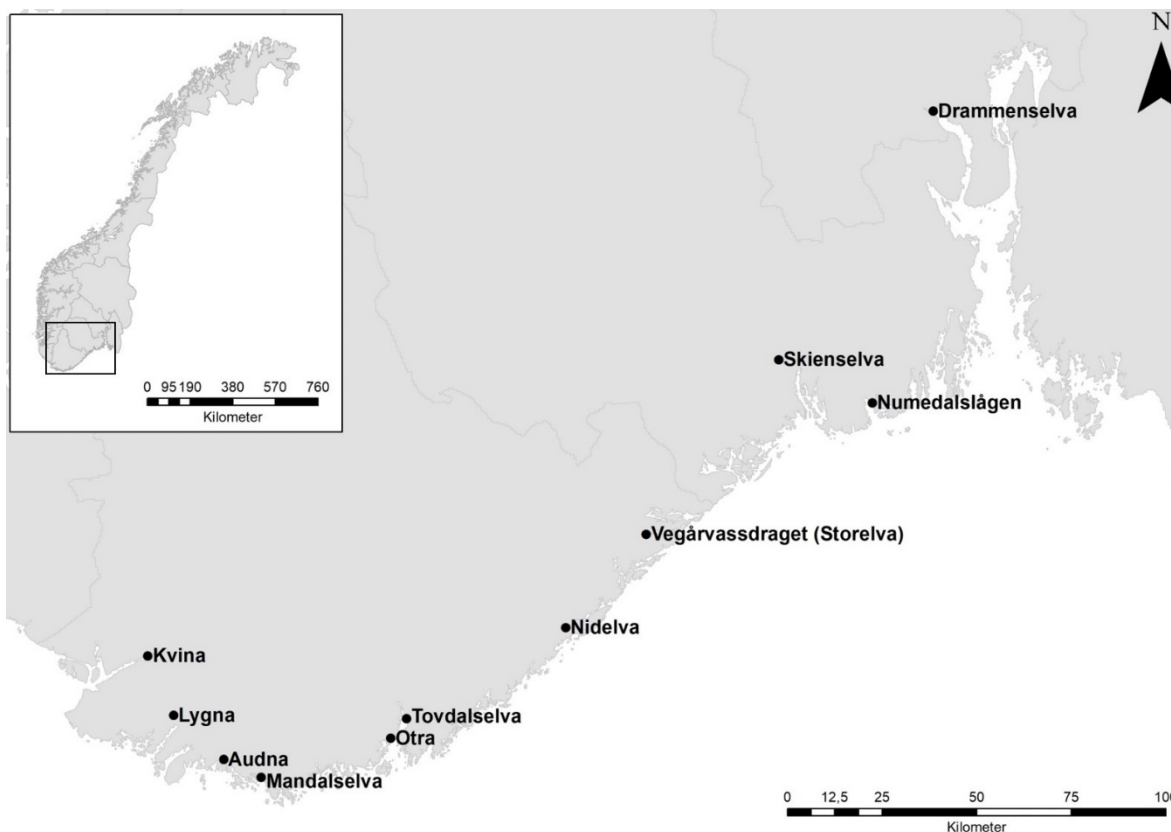 N
Drammenselva
Skienselva
Numedalslågen
Vegårvassdraget (Storelva)
Nidelva
Kvina
Lygna
Tovdalselva
Otra
Audna
Mandalselva
0 95 190 380 570 760
Kilometer
0 12,5 25 50 75 100
Kilometer